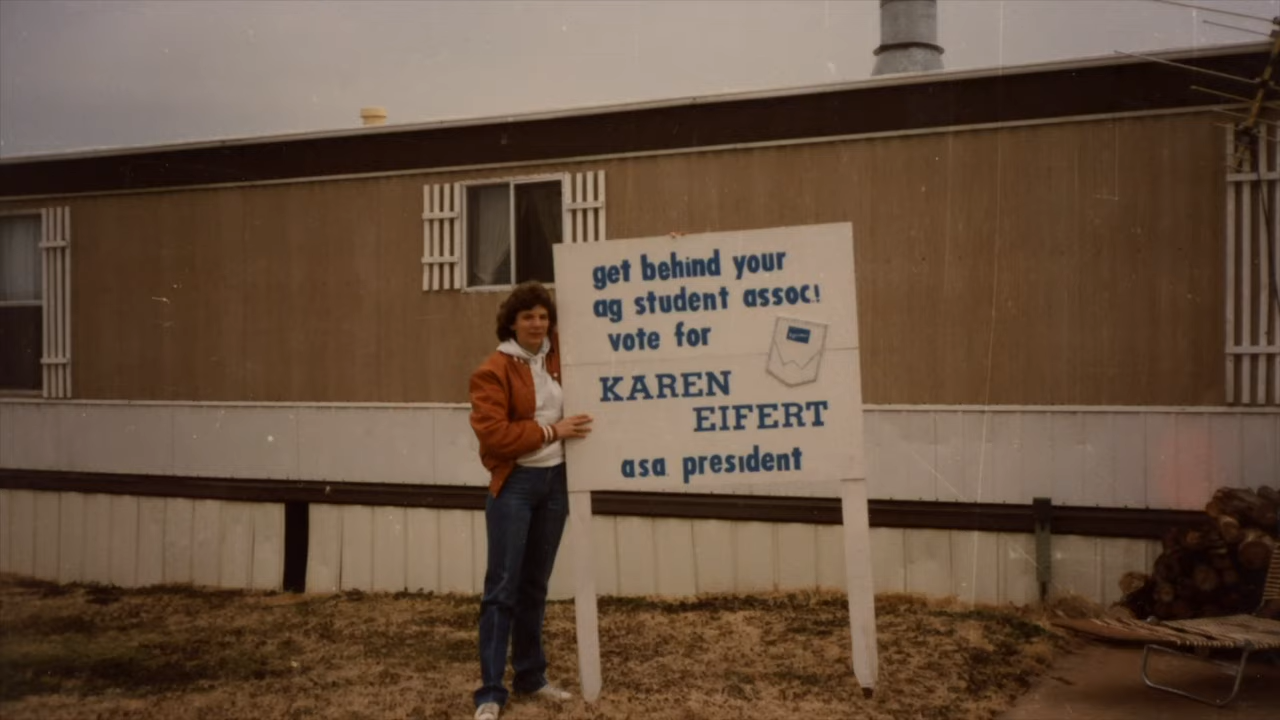 get behind your
ag student assoc!
vote for
KAREN
EIFERT
asa president